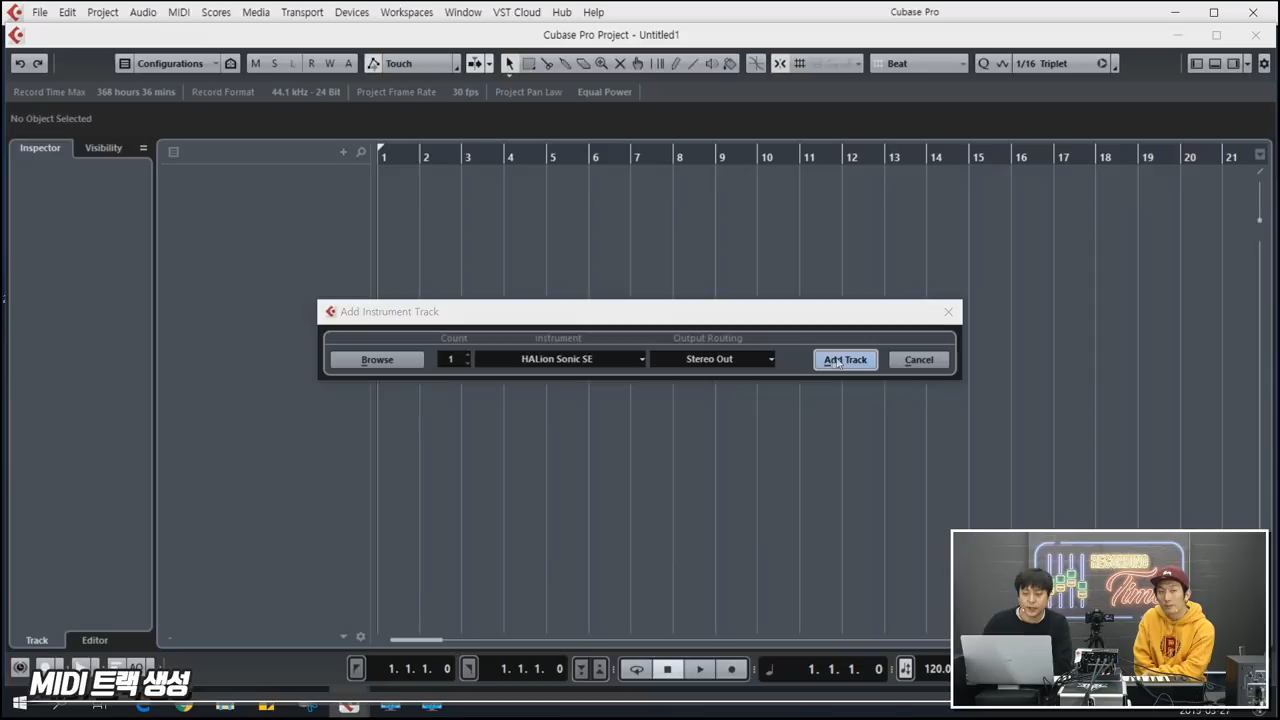 File Edit Project Audio MIDI Scores Media Transport Devices Workspaces Window VST Cloud Hub Help Cubase Pro
Cubase Pro Project - Untitled1
Configurations M S L R W A Touch Beat Q 1/16 Triplet
Record Time Max 368 hours 36 mins Record Format 44.1 kHz - 24 Bit Project Frame Rate 30 fps Project Pan Law Equal Power
No Object Selected
Inspector Visibility
1 2 3 4 5 6 7 8 9 10 11 12 13 14 15 16 17 18 19 20 21
Add Instrument Track
Count Instrument Output Routing
Browse 1 HALion Sonic SE Stereo Out Add Track Cancel
RECORDING
Time
Track Editor
1. 1. 1. 0 1. 1. 1. 0 1. 1. 1. 0 120.0
MIDI 트랙 생성
2019-03-27